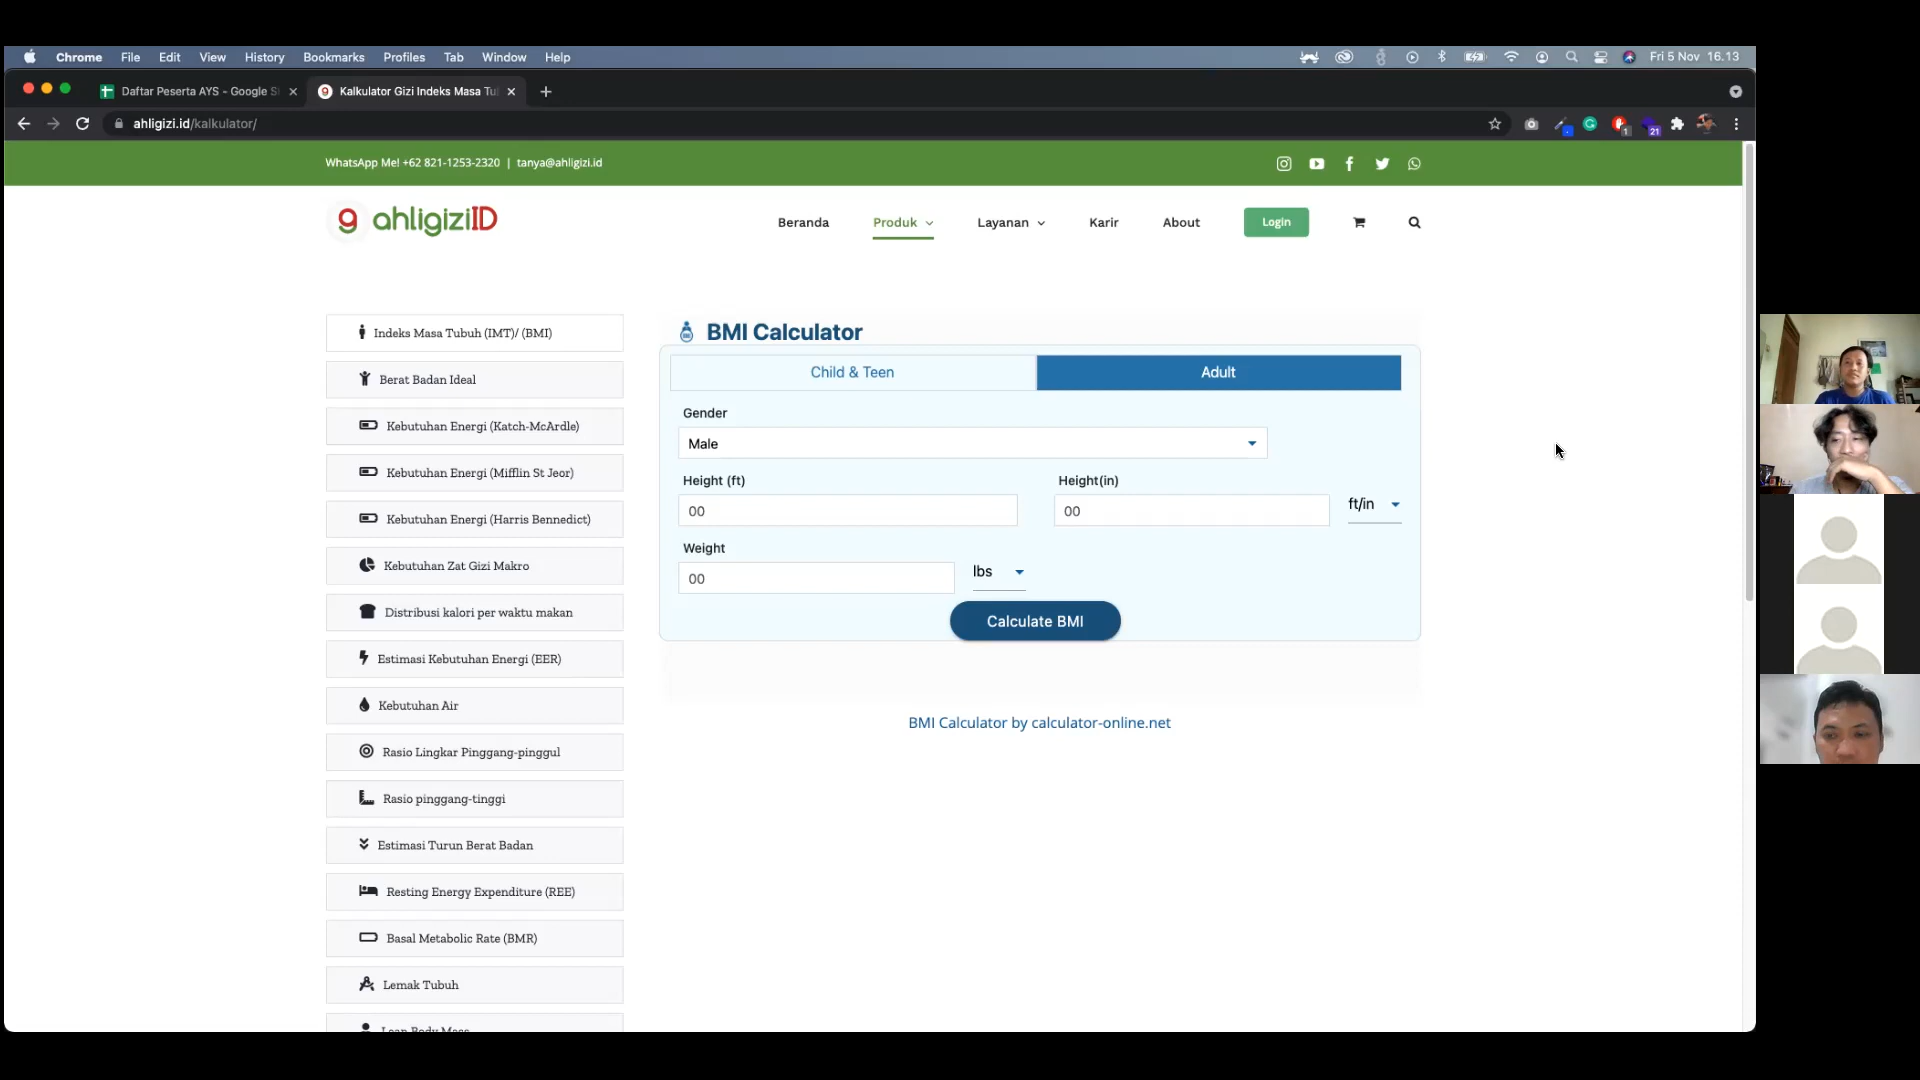 Chrome File Edit View History Bookmarks Profiles Tab Window Help Fri 5 Nov 16.13
Daftar Peserta AYS - Google S
Kalkulator Gizi Indeks Masa Tu
ahligizi.id/kalkulator/
1
21
WhatsApp Me! +62 821-1253-2320 | tanya@ahligizi.id
ahligiziID
Beranda Produk Layanan Karir About Login
Indeks Masa Tubuh (IMT)/ (BMI)
Berat Badan Ideal
Kebutuhan Energi (Katch-McArdle)
Kebutuhan Energi (Mifflin St Jeor)
Kebutuhan Energi (Harris Bennedict)
Kebutuhan Zat Gizi Makro
Distribusi kalori per waktu makan
Estimasi Kebutuhan Energi (EER)
Kebutuhan Air
Rasio Lingkar Pinggang-pinggul
Rasio pinggang-tinggi
Estimasi Turun Berat Badan
Resting Energy Expenditure (REE)
Basal Metabolic Rate (BMR)
Lemak Tubuh
Lean Body Mass
BMI Calculator
Child & Teen Adult
Gender
Male
Height (ft) Height(in)
00 00 ft/in
Weight
00 lbs
Calculate BMI
BMI Calculator by calculator-online.net